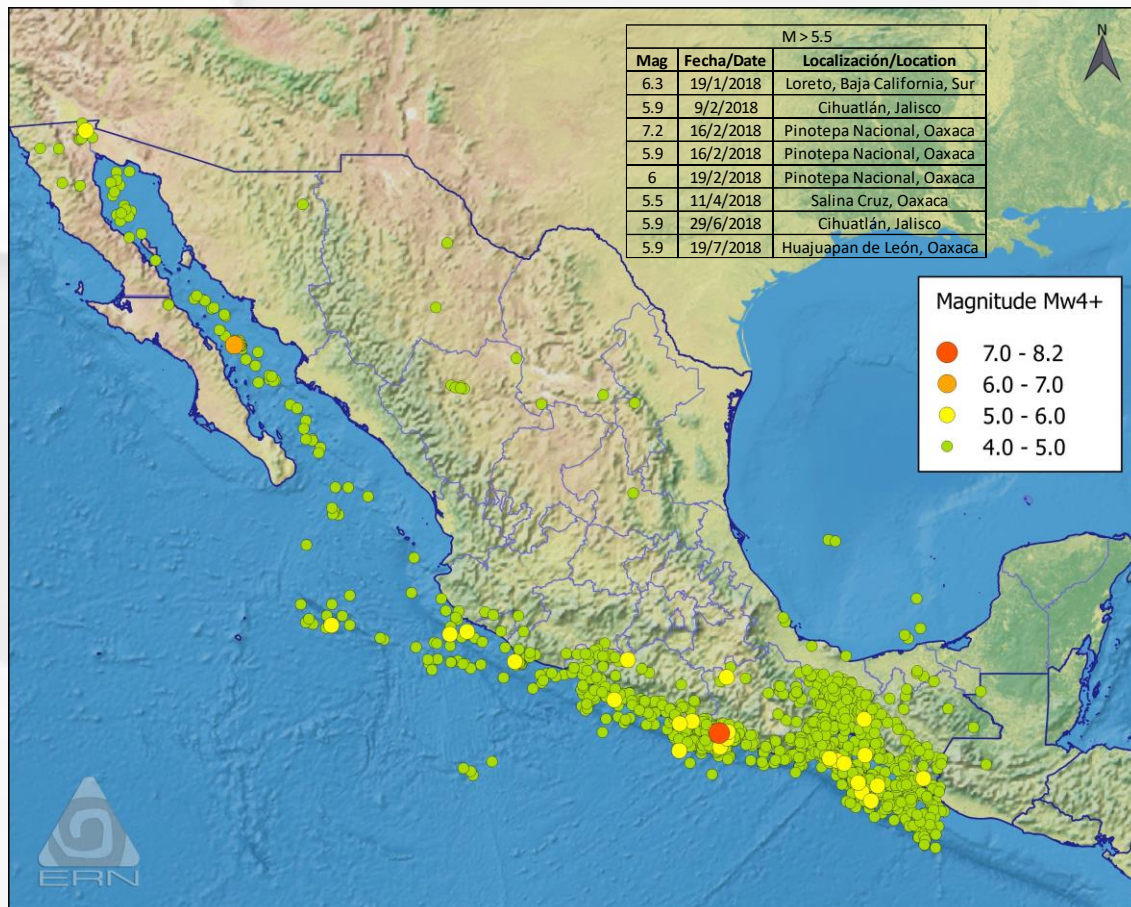 M > 5.5
Mag Fecha/Date Localización/Location
6.3 19/1/2018 Loreto, Baja California, Sur
5.9 9/2/2018 Cihuatlán, Jalisco
7.2 16/2/2018 Pinotepa Nacional, Oaxaca
5.9 16/2/2018 Pinotepa Nacional, Oaxaca
6 19/2/2018 Pinotepa Nacional, Oaxaca
5.5 11/4/2018 Salina Cruz, Oaxaca
5.9 29/6/2018 Cihuatlán, Jalisco
5.9 19/7/2018 Huajuapan de León, Oaxaca
N
Magnitude Mw4+
7.0 - 8.2
6.0 - 7.0
5.0 - 6.0
4.0 - 5.0
ERN